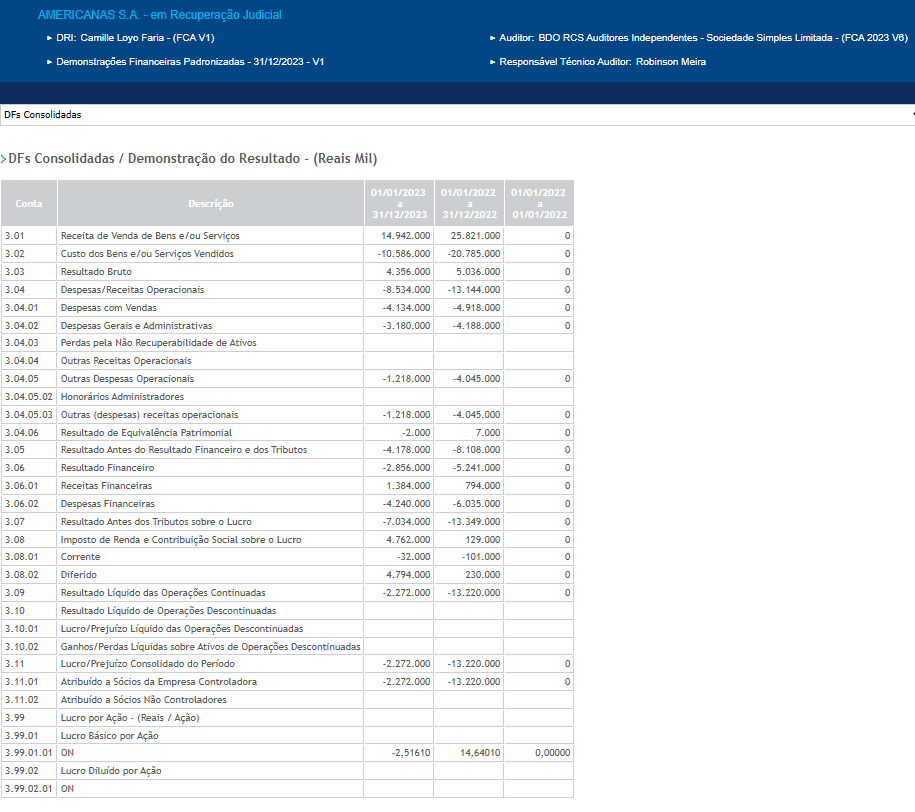 AMERICANAS S.A. - em Recuperação Judicial
► DRI: Camille Loyo Faria - (FCA V1) ► Auditor: BDO RCS Auditores Independentes - Sociedade Simples Limitada - (FCA 2023 V6)
► Demonstrações Financeiras Padronizadas - 31/12/2023 - V1 ► Responsável Técnico Auditor: Robinson Meira
DFs Consolidadas
>DFs Consolidadas / Demonstração do Resultado - (Reais Mil)
Conta Descrição 01/01/2023 a 31/12/2023 01/01/2022 a 31/12/2022 01/01/2022 a 01/01/2022
3.01 Receita de Venda de Bens e/ou Serviços 14.942.000 25.821.000 0
3.02 Custo dos Bens e/ou Serviços Vendidos -10.586.000 -20.785.000 0
3.03 Resultado Bruto 4.356.000 5.036.000 0
3.04 Despesas/Receitas Operacionais -8.534.000 -13.144.000 0
3.04.01 Despesas com Vendas -4.134.000 -4.918.000 0
3.04.02 Despesas Gerais e Administrativas -3.180.000 -4.188.000 0
3.04.03 Perdas pela Não Recuperabilidade de Ativos
3.04.04 Outras Receitas Operacionais
3.04.05 Outras Despesas Operacionais -1.218.000 -4.045.000 0
3.04.05.02 Honorários Administradores
3.04.05.03 Outras (despesas) receitas operacionais -1.218.000 -4.045.000 0
3.04.06 Resultado de Equivalência Patrimonial -2.000 7.000 0
3.05 Resultado Antes do Resultado Financeiro e dos Tributos -4.178.000 -8.108.000 0
3.06 Resultado Financeiro -2.856.000 -5.241.000 0
3.06.01 Receitas Financeiras 1.384.000 794.000 0
3.06.02 Despesas Financeiras -4.240.000 -6.035.000 0
3.07 Resultado Antes dos Tributos sobre o Lucro -7.034.000 -13.349.000 0
3.08 Imposto de Renda e Contribuição Social sobre o Lucro 4.762.000 129.000 0
3.08.01 Corrente -32.000 -101.000 0
3.08.02 Diferido 4.794.000 230.000 0
3.09 Resultado Líquido das Operações Continuadas -2.272.000 -13.220.000 0
3.10 Resultado Líquido de Operações Descontinuadas
3.10.01 Lucro/Prejuízo Líquido das Operações Descontinuadas
3.10.02 Ganhos/Perdas Líquidas sobre Ativos de Operações Descontinuadas
3.11 Lucro/Prejuízo Consolidado do Período -2.272.000 -13.220.000 0
3.11.01 Atribuído a Sócios da Empresa Controladora -2.272.000 -13.220.000 0
3.11.02 Atribuído a Sócios Não Controladores
3.99 Lucro por Ação - (Reais / Ação)
3.99.01 Lucro Básico por Ação
3.99.01.01 ON -2,51610 14,64010 0,00000
3.99.02 Lucro Diluído por Ação
3.99.02.01 ON